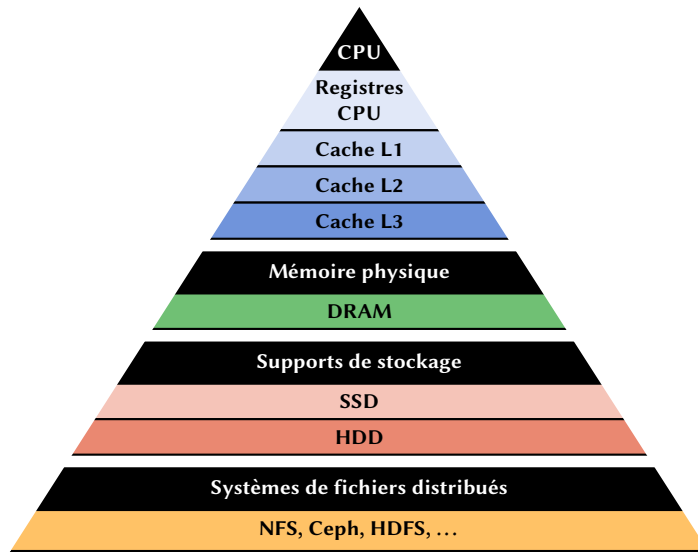 CPU
Registres
CPU
Cache L1
Cache L2
Cache L3
Mémoire physique
DRAM
Supports de stockage
SSD
HDD
Systèmes de fichiers distribués
NFS, Ceph, HDFS, …